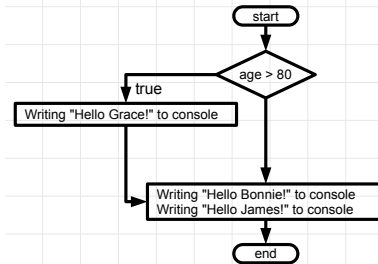 start
age > 80
true
Writing "Hello Grace!" to console
Writing "Hello Bonnie!" to console
Writing "Hello James!" to console
end